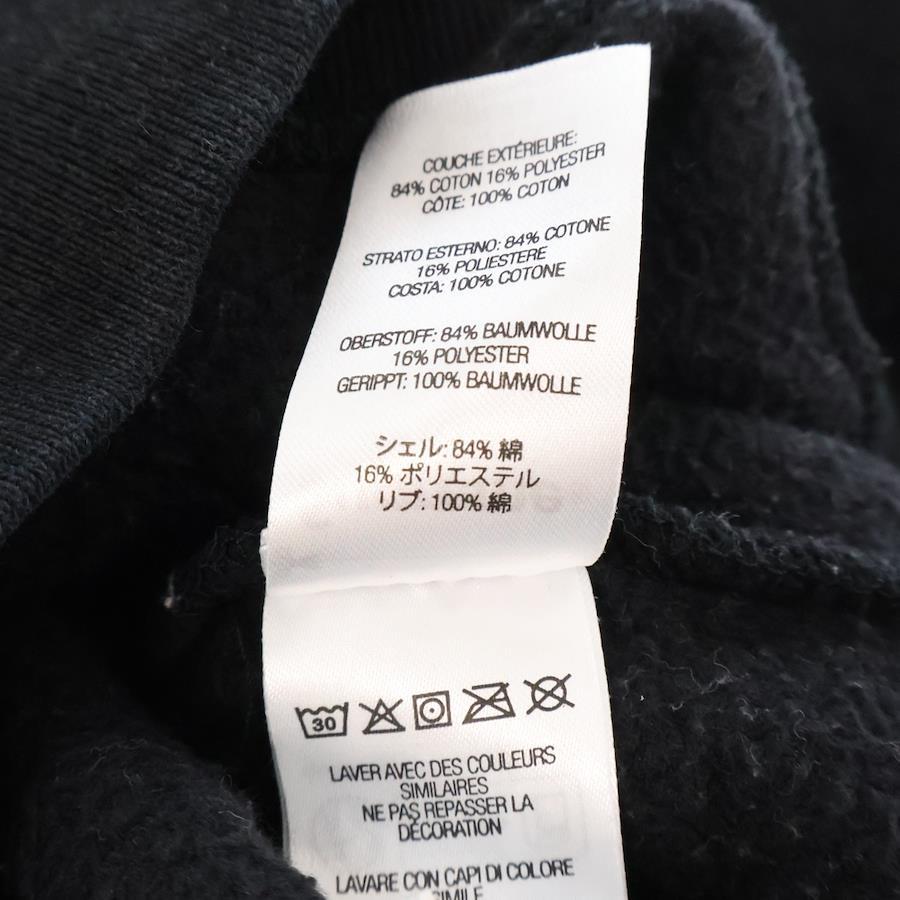 COUCHE EXTÉRIEURE:
84% COTON 16% POLYESTER
CÔTE: 100% COTON
STRATO ESTERNO: 84% COTONE
16% POLIESTERE
COSTA: 100% COTONE
OBERSTOFF: 84% BAUMWOLLE
16% POLYESTER
GERIPPT: 100% BAUMWOLLE
シェル: 84% 綿
16% ポリエステル
リブ: 100% 綿
30
LAVER AVEC DES COULEURS
SIMILAIRES
NE PAS REPASSER LA
DÉCORATION
LAVARE CON CAPI DI COLORE
SIMILE